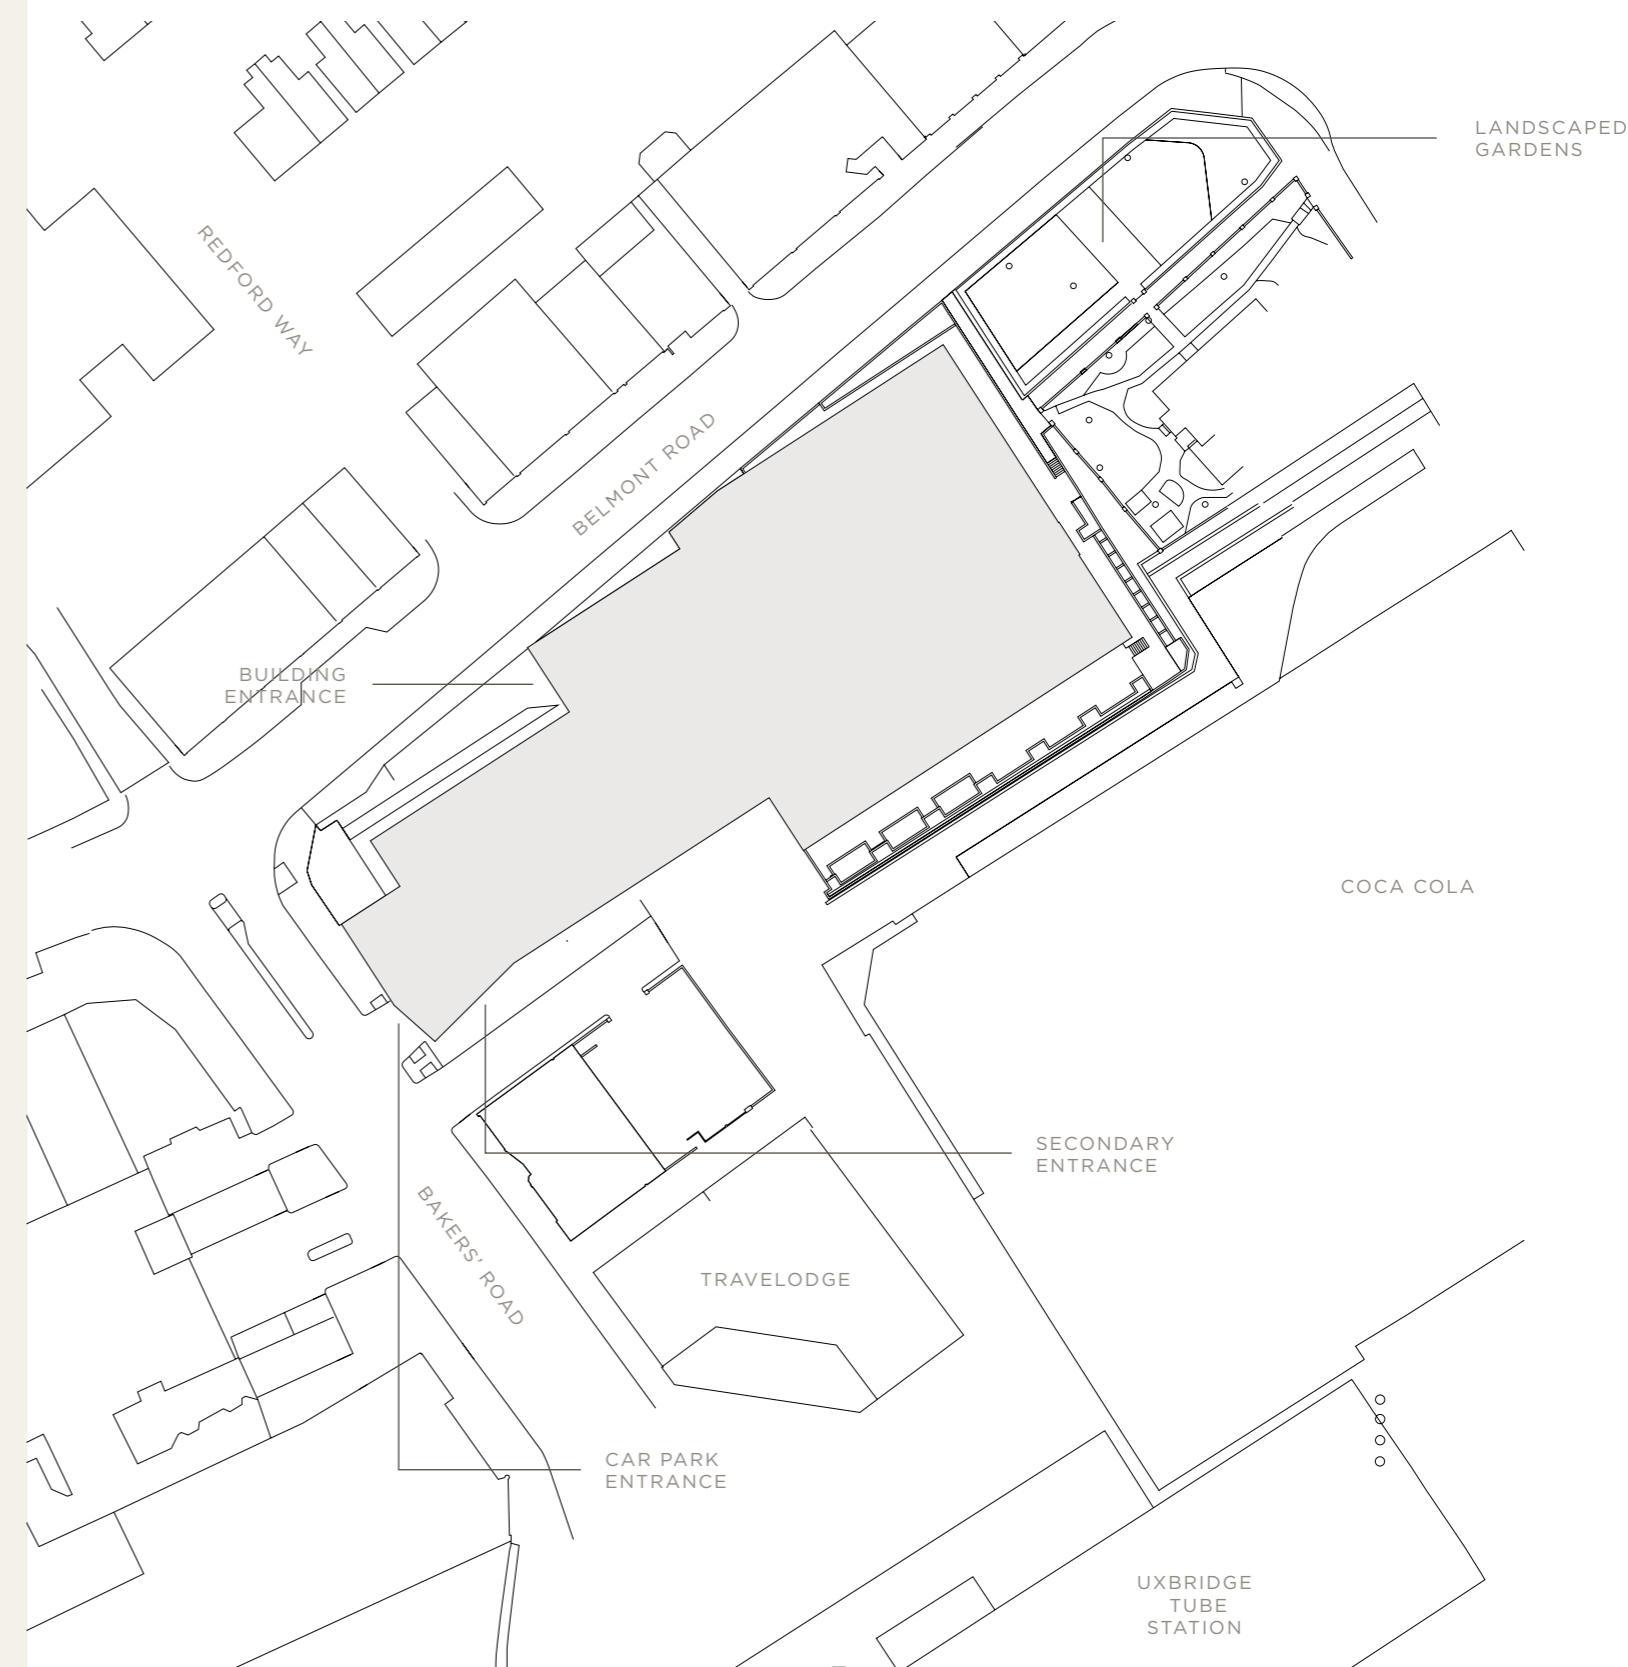 LANDSCAPED
GARDENS
REDFORD WAY
BELMONT ROAD
BUILDING
ENTRANCE
COCA COLA
SECONDARY
ENTRANCE
BAKERS' ROAD
TRAVELODGE
CAR PARK
ENTRANCE
UXBRIDGE
TUBE
STATION